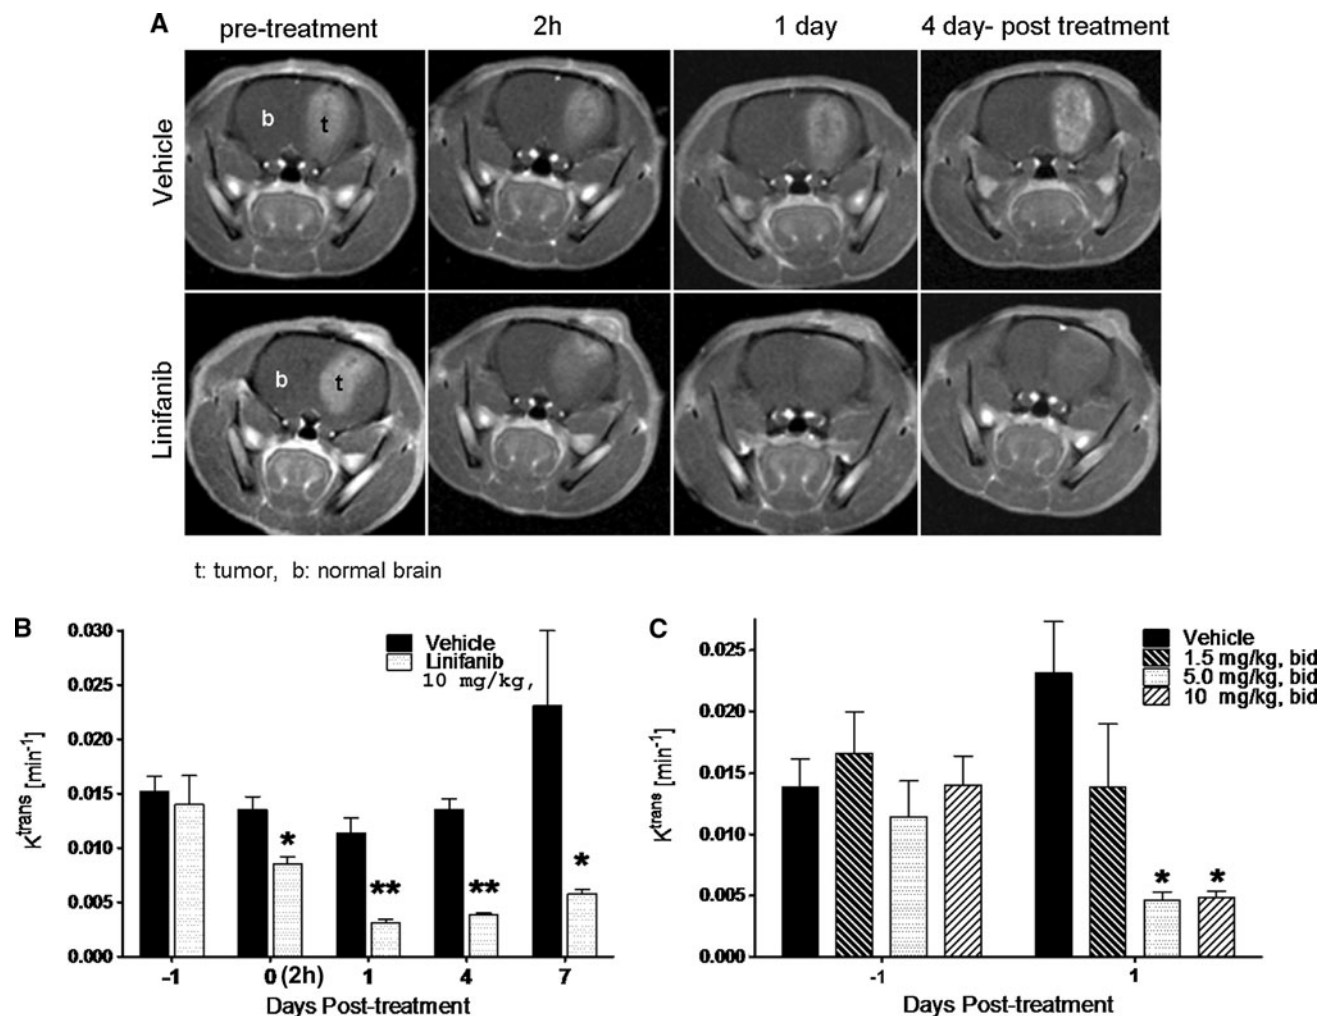 A
pre-treatment 2h 1 day 4 day- post treatment
Vehicle
b t
Linifanib
b t
t: tumor, b: normal brain
B
Vehicle
Linifanib
10 mg/kg,
K^trans [min^-1]
0.030
0.025
0.020
0.015
0.010
0.005
0.000
* ** ** *
-1 0 (2h) 1 4 7
Days Post-treatment
C
Vehicle
1.5 mg/kg, bid
5.0 mg/kg, bid
10 mg/kg, bid
K^trans [min^-1]
0.025
0.020
0.015
0.010
0.005
0.000
* *
-1 1
Days Post-treatment